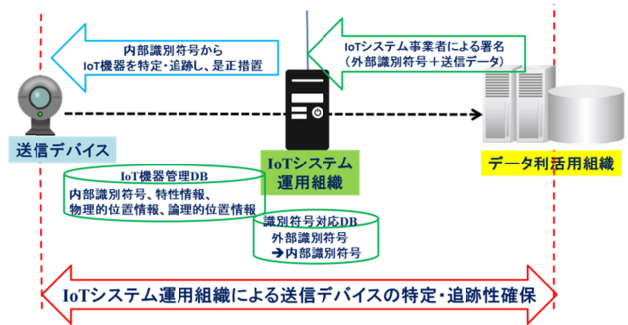 内部識別符号から
IoT機器を特定・追跡し、是正措置
IoTシステム事業者による署名
(外部識別符号+送信データ)
送信デバイス
IoTシステム
運用組織
データ利活用組織
IoT機器管理DB
内部識別符号、特性情報、
物理的位置情報、論理的位置情報
識別符号対応DB
外部識別符号
➔内部識別符号
IoTシステム運用組織による送信デバイスの特定・追跡性確保